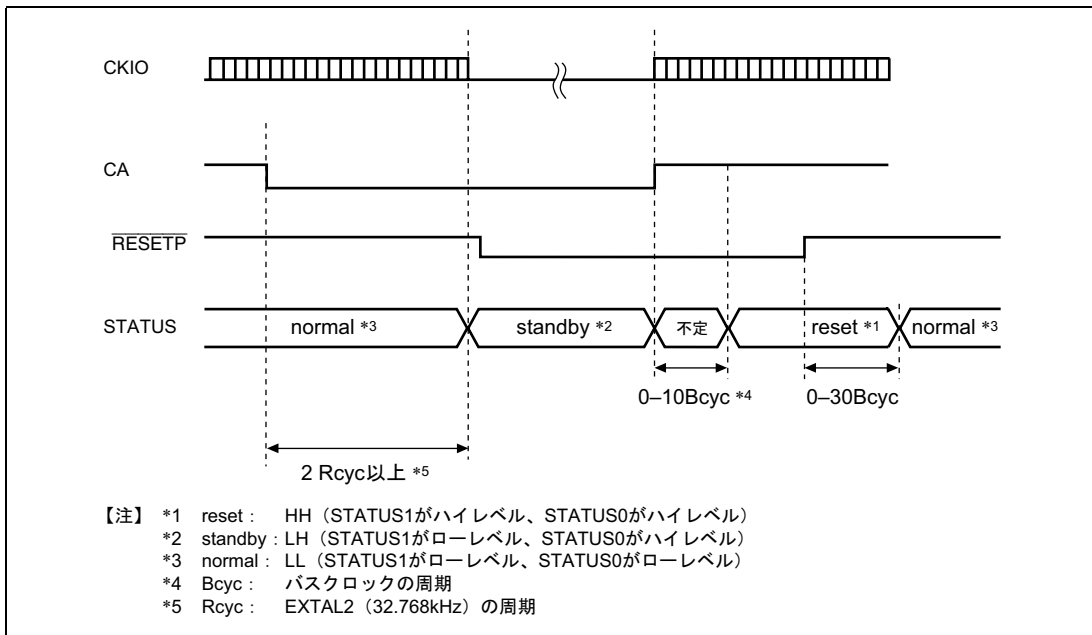 CKIO
CA
RESETP
STATUS
normal *3
standby *2
不定
reset *1
normal *3
0–10Bcyc *4
0–30Bcyc
2 Rcyc以上 *5
【注】 *1 reset : HH（STATUS1がハイレベル、STATUS0がハイレベル）
*2 standby : LH（STATUS1がローレベル、STATUS0がハイレベル）
*3 normal : LL（STATUS1がローレベル、STATUS0がローレベル）
*4 Bcyc : バスクロックの周期
*5 Rcyc : EXTAL2（32.768kHz）の周期